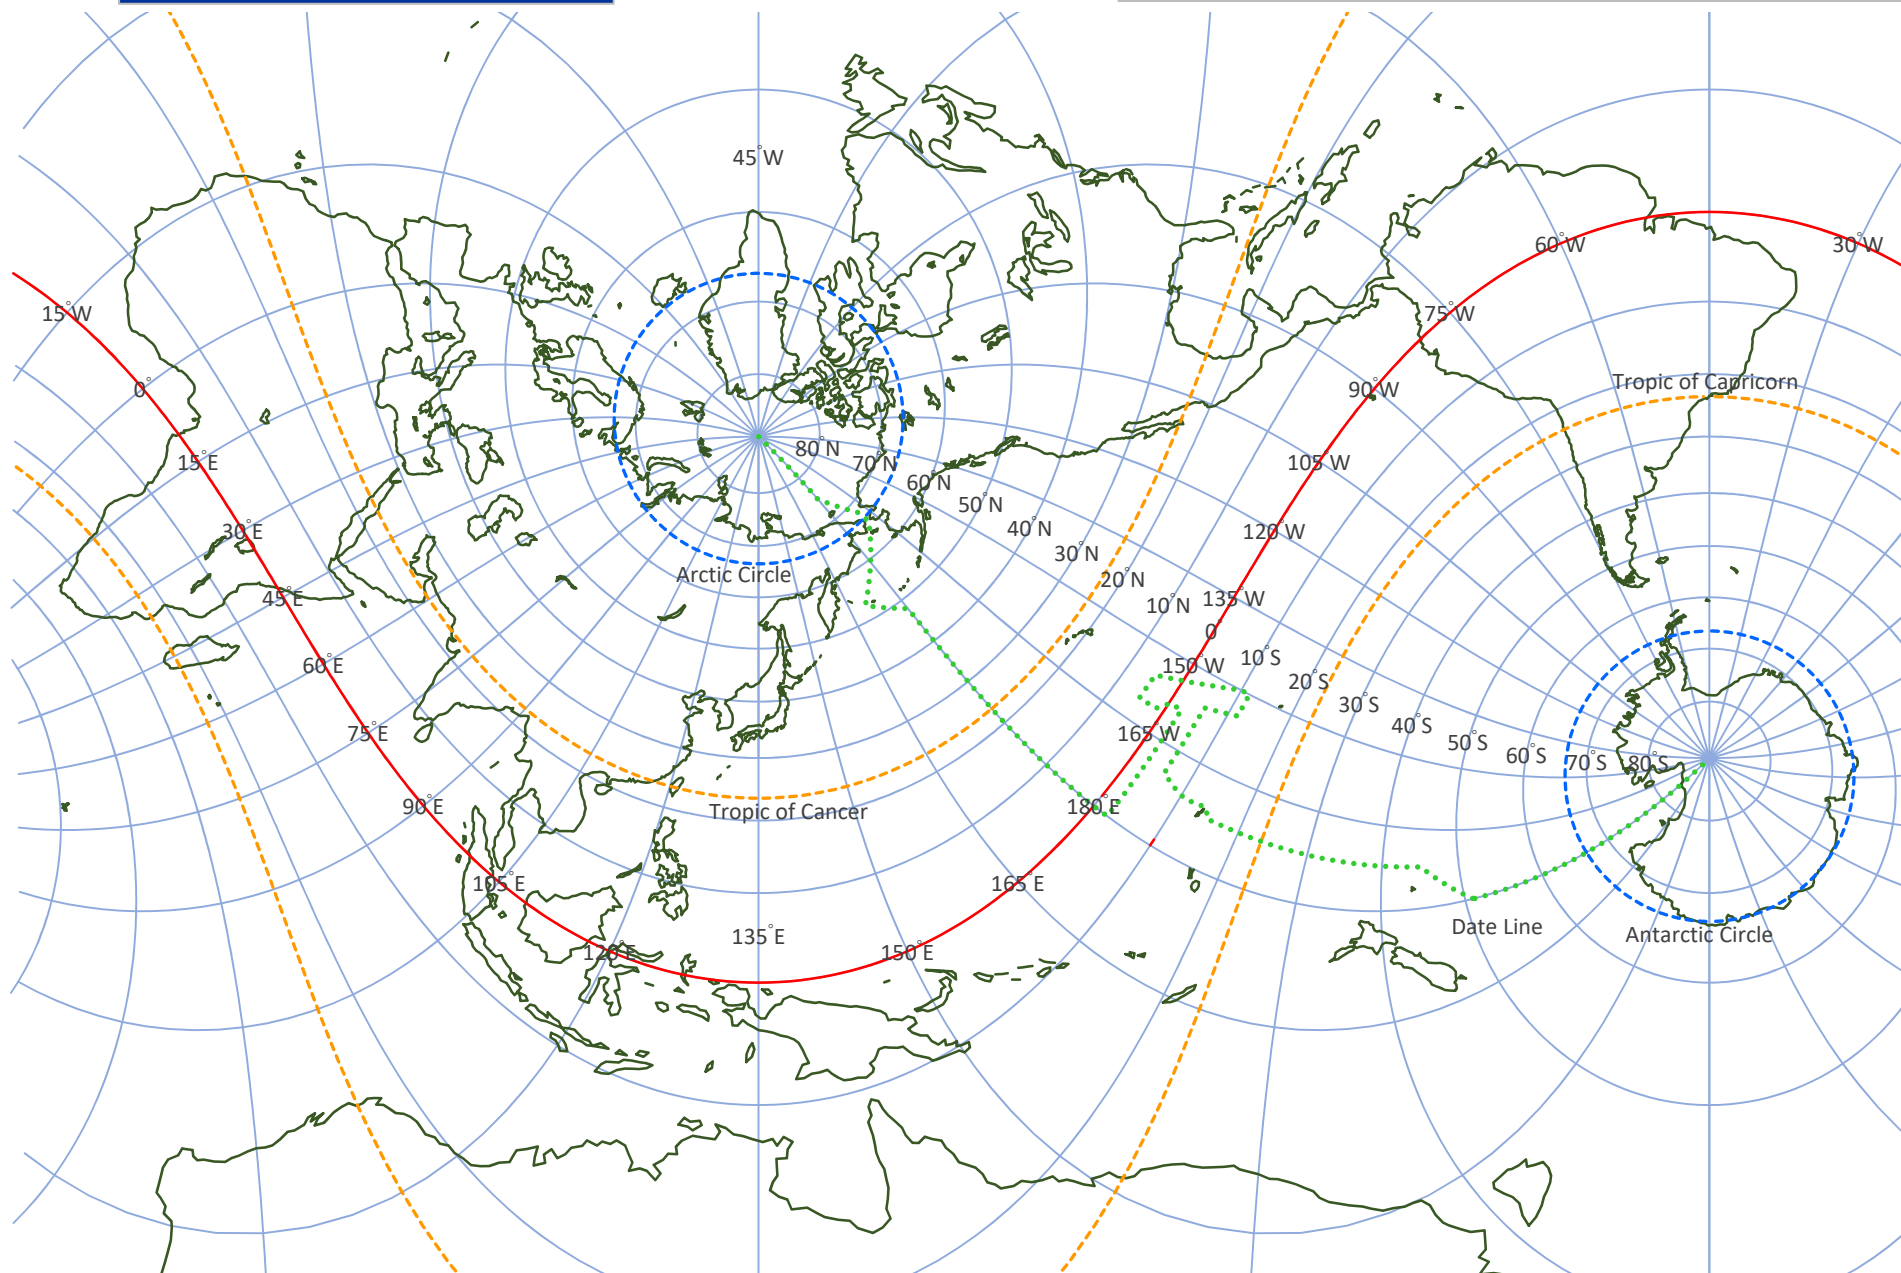 45°W
60°W
30°W
15°W
75°W
0°
Tropic of Capricorn
90°W
80°N
70°N
15°E
105°W
60°N
50°N
40°N
30°E
120°W
30°N
Arctic Circle
20°N
45°E
10°N
135°W
0°
60°E
150°W
10°S
20°S
30°S
75°E
165°W
40°S
50°S
60°S
70°S
80°S
90°E
Tropic of Cancer
180°E
105°E
165°E
120°E
135°E
150°E
Date Line
Antarctic Circle